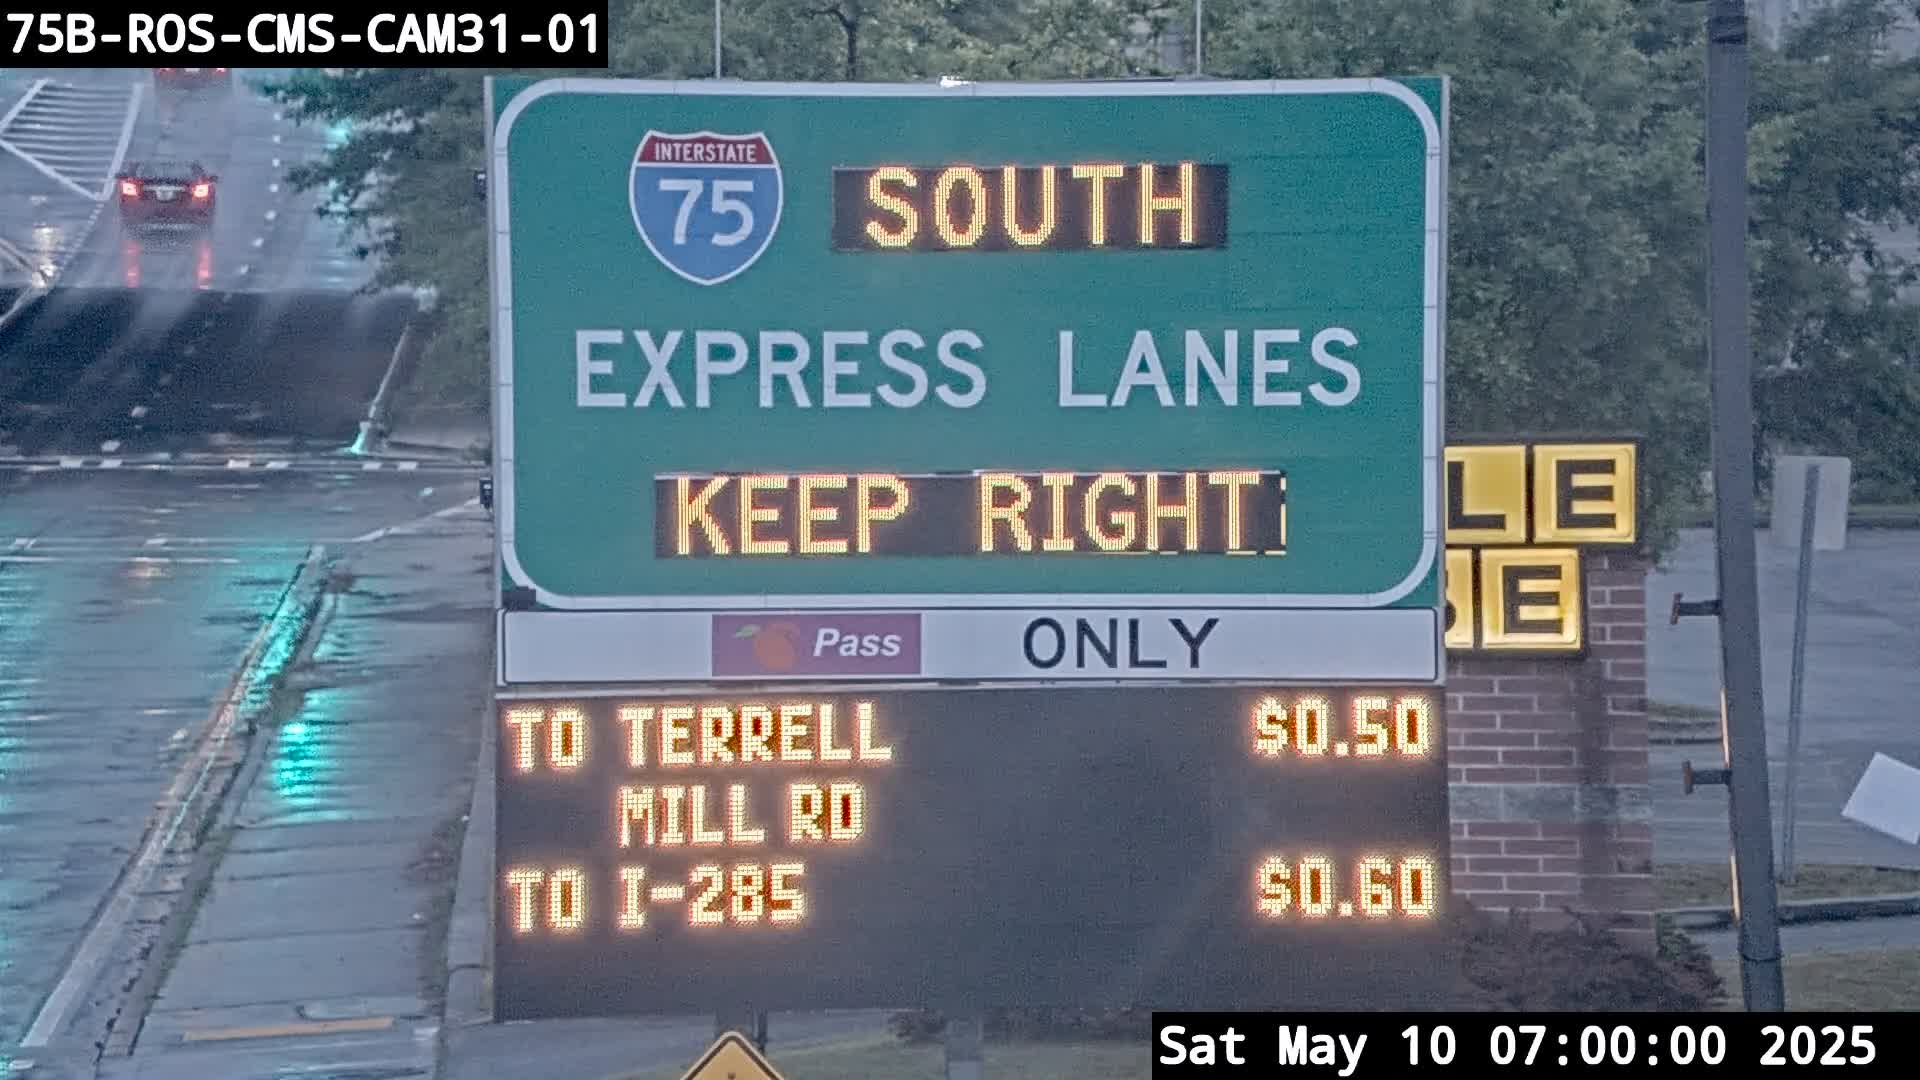 75B-ROS-CMS-CAM31-01
INTERSTATE
75
SOUTH
EXPRESS LANES
KEEP RIGHT
Pass ONLY
TO TERRELL $0.50
MILL RD
TO I-285 $0.60
LE
E
Sat May 10 07:00:00 2025